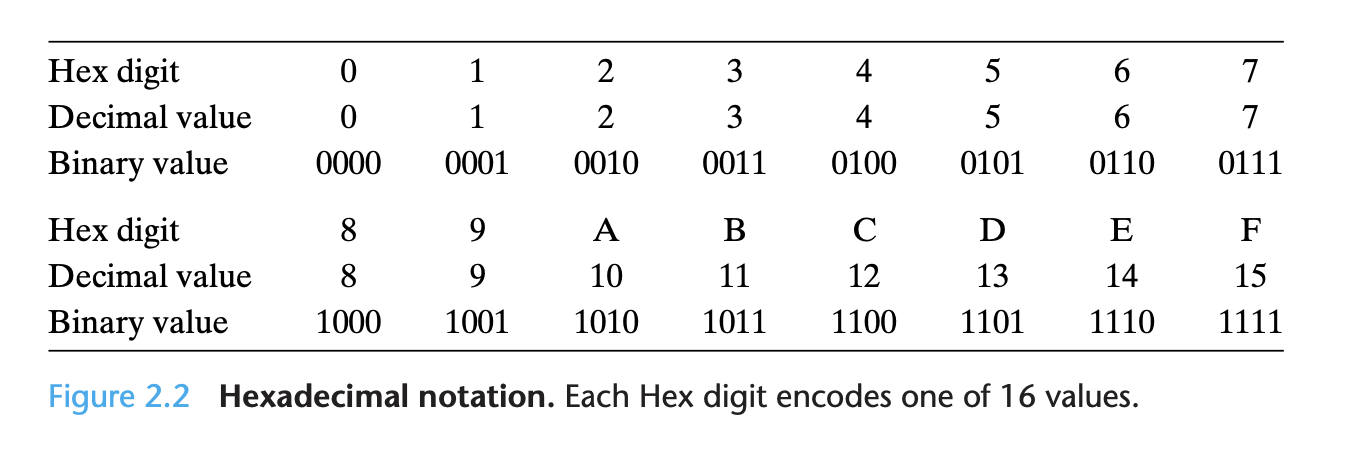 Hex digit 0 1 2 3 4 5 6 7
Decimal value 0 1 2 3 4 5 6 7
Binary value 0000 0001 0010 0011 0100 0101 0110 0111
Hex digit 8 9 A B C D E F
Decimal value 8 9 10 11 12 13 14 15
Binary value 1000 1001 1010 1011 1100 1101 1110 1111
Figure 2.2 Hexadecimal notation. Each Hex digit encodes one of 16 values.